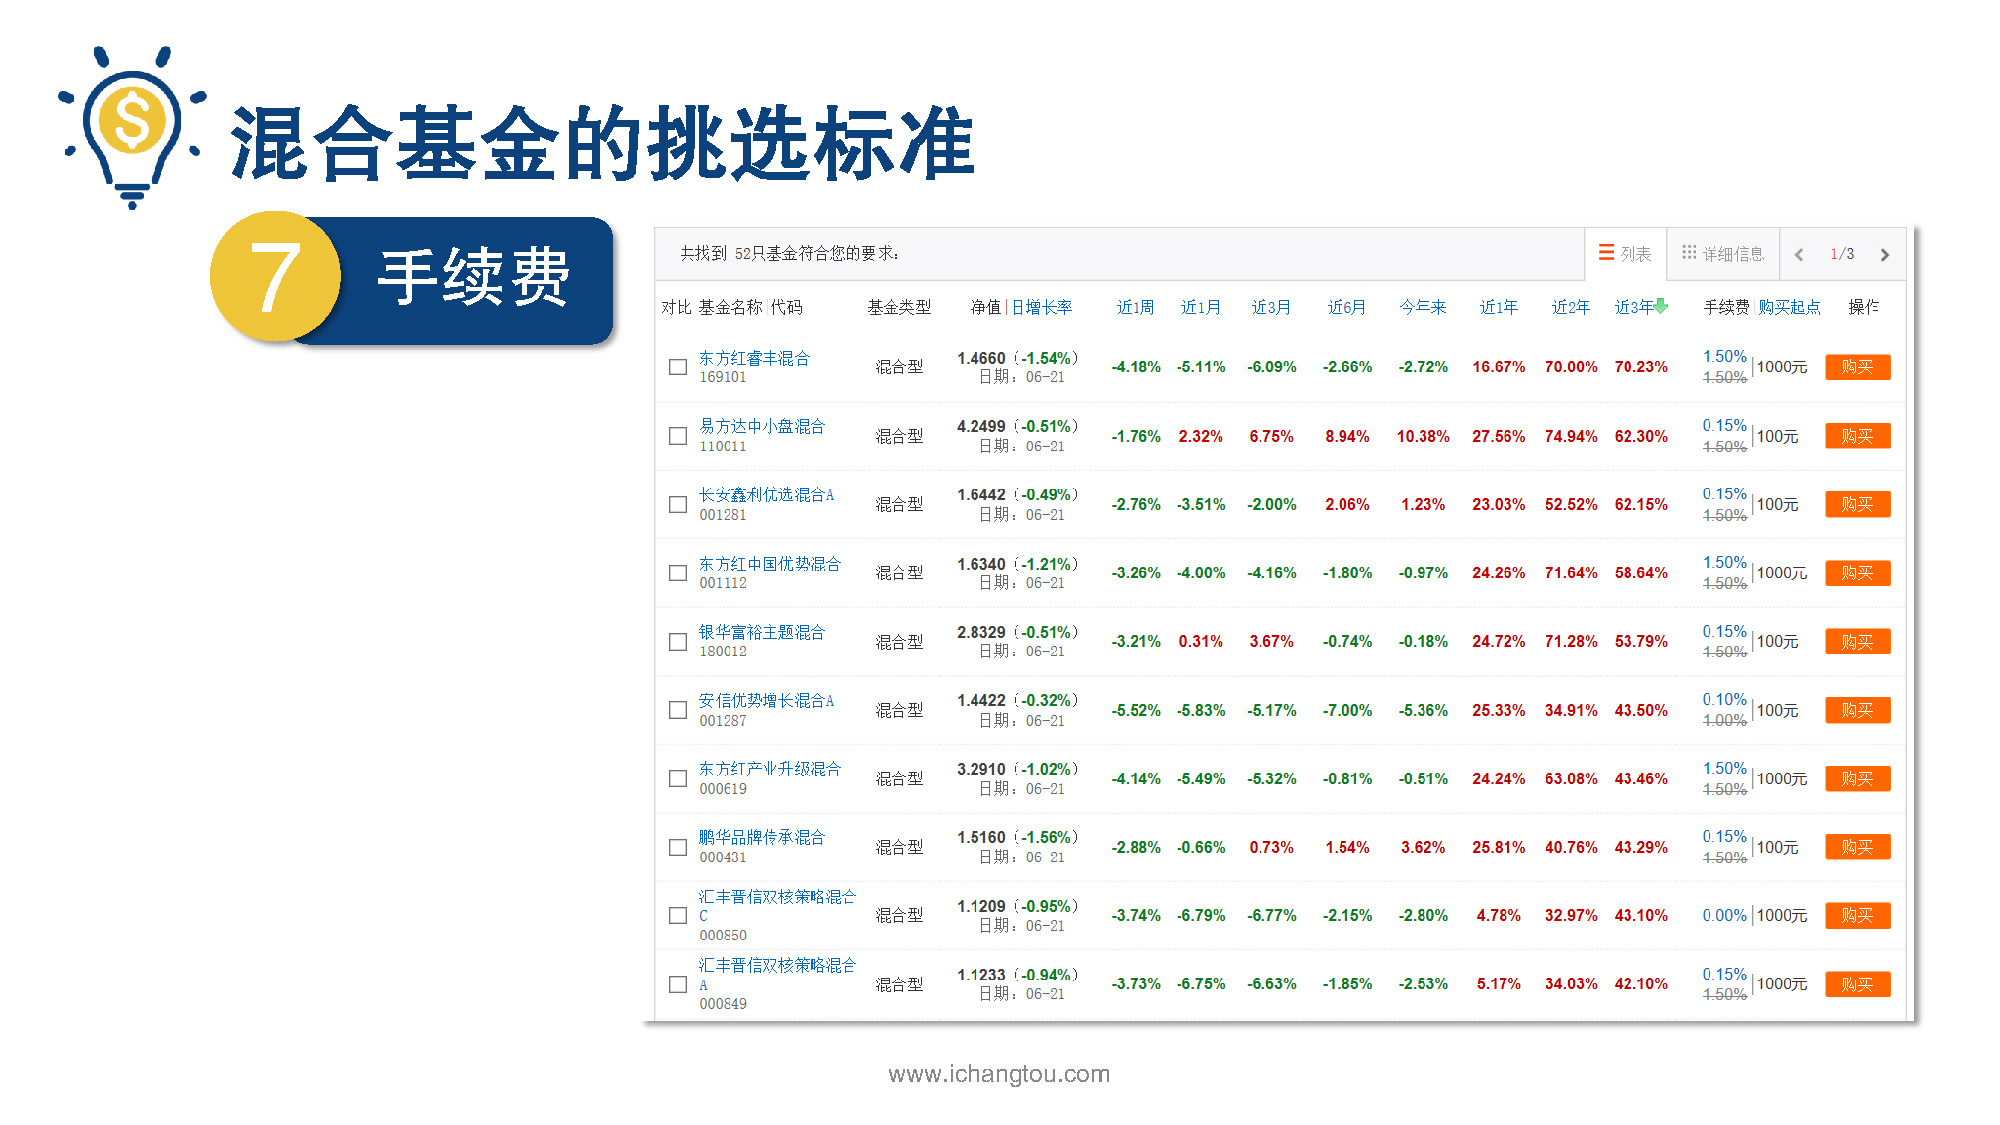 混合基金的挑选标准
7 手续费
共找到 52只基金符合您的要求: 列表 详细信息 1/3
对比 基金名称|代码 基金类型 净值|日增长率 近1周 近1月 近3月 近6月 今年来 近1年 近2年 近3年 手续费|购买起点 操作
东方红睿丰混合 169101 混合型 1.4660 (-1.54%) 日期: 06-21 -4.18% -5.11% -6.09% -2.66% -2.72% 16.67% 70.00% 70.23% 1.50% 1.50% |1000元 购买
易方达中小盘混合 110011 混合型 4.2499 (-0.51%) 日期: 06-21 -1.76% 2.32% 6.75% 8.94% 10.38% 27.56% 74.94% 62.30% 0.15% 1.50% |100元 购买
长安鑫利优选混合A 001281 混合型 1.6442 (-0.49%) 日期: 06-21 -2.76% -3.51% -2.00% 2.06% 1.23% 23.03% 52.52% 62.15% 0.15% 1.50% |100元 购买
东方红中国优势混合 001112 混合型 1.6340 (-1.21%) 日期: 06-21 -3.26% -4.00% -4.16% -1.80% -0.97% 24.26% 71.64% 58.64% 1.50% 1.50% |1000元 购买
银华富裕主题混合 180012 混合型 2.8329 (-0.51%) 日期: 06-21 -3.21% 0.31% 3.67% -0.74% -0.18% 24.72% 71.28% 53.79% 0.15% 1.50% |100元 购买
安信优势增长混合A 001287 混合型 1.4422 (-0.32%) 日期: 06-21 -5.52% -5.83% -5.17% -7.00% -5.36% 25.33% 34.91% 43.50% 0.10% 1.00% |100元 购买
东方红产业升级混合 000619 混合型 3.2910 (-1.02%) 日期: 06-21 -4.14% -5.49% -5.32% -0.81% -0.51% 24.24% 63.08% 43.46% 1.50% 1.50% |1000元 购买
鹏华品牌传承混合 000431 混合型 1.5160 (-1.56%) 日期: 06-21 -2.88% -0.66% 0.73% 1.54% 3.62% 25.81% 40.76% 43.29% 0.15% 1.50% |100元 购买
汇丰晋信双核策略混合C 000850 混合型 1.1209 (-0.95%) 日期: 06-21 -3.74% -6.79% -6.77% -2.15% -2.80% 4.78% 32.97% 43.10% 0.00% |1000元 购买
汇丰晋信双核策略混合A 000849 混合型 1.1233 (-0.94%) 日期: 06-21 -3.73% -6.75% -6.63% -1.85% -2.53% 5.17% 34.03% 42.10% 0.15% 1.50% |1000元 购买
www.ichangtou.com